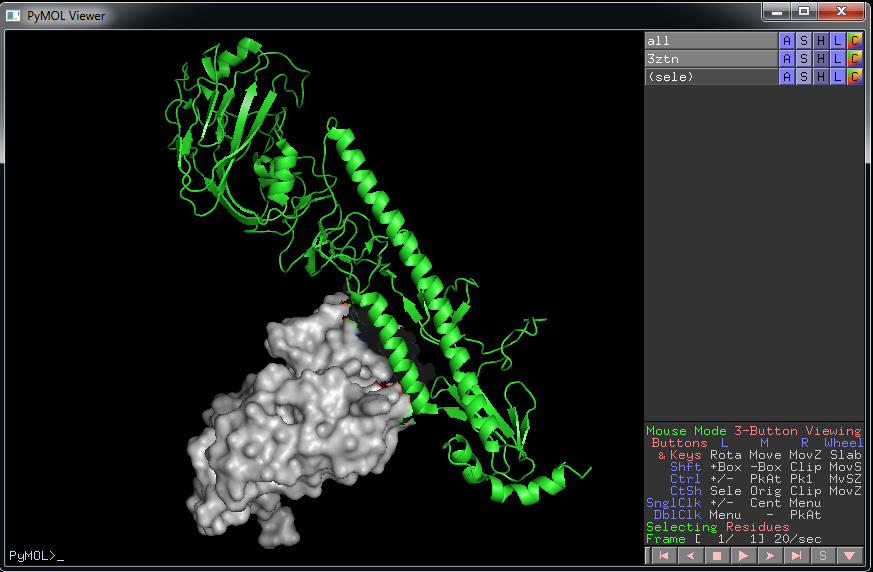 PyMOL Viewer
all A S H L C
3ztn A S H L C
(sele) A S H L C
Mouse Mode 3-Button Viewing
Buttons L M R Wheel
& Keys Rota Move MovZ Slab
Shft +Box -Box Clip MovS
Ctrl +/- PkAt Pk1 MvSZ
CtSh Sele Orig Clip MovZ
SnglClk +/- Cent Menu
DblClk Menu - PkAt
Selecting Residues
Frame [ 1/ 1] 20/sec
PyMOL>_
S